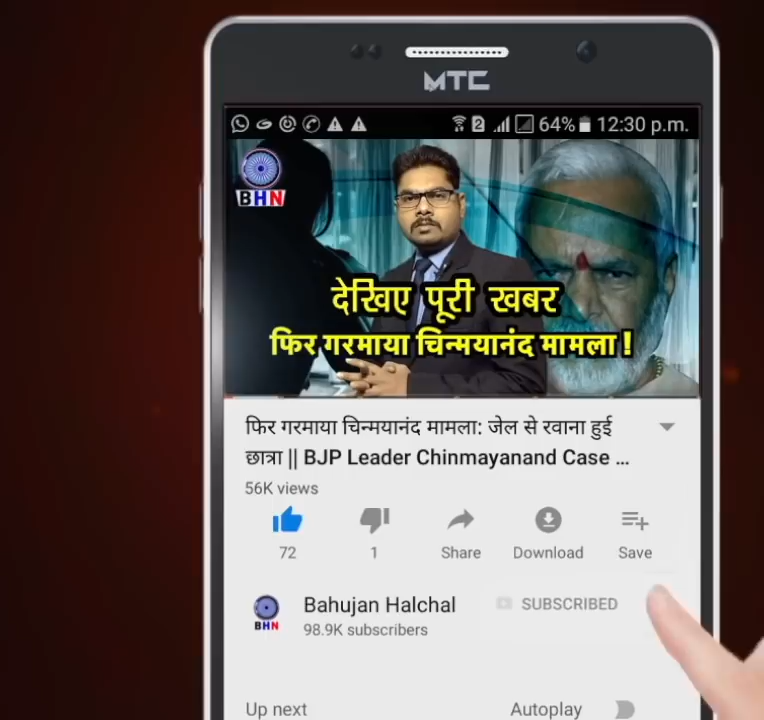 MTC
2 64% 12:30 p.m.
BHN
देखिए पूरी खबर
फिर गरमाया चिन्मयानंद मामला !
फिर गरमाया चिन्मयानंद मामला: जेल से रवाना हुई
छात्रा || BJP Leader Chinmayanand Case ...
56K views
72 1 Share Download Save
Bahujan Halchal SUBSCRIBED
BHN 98.9K subscribers
Up next Autoplay